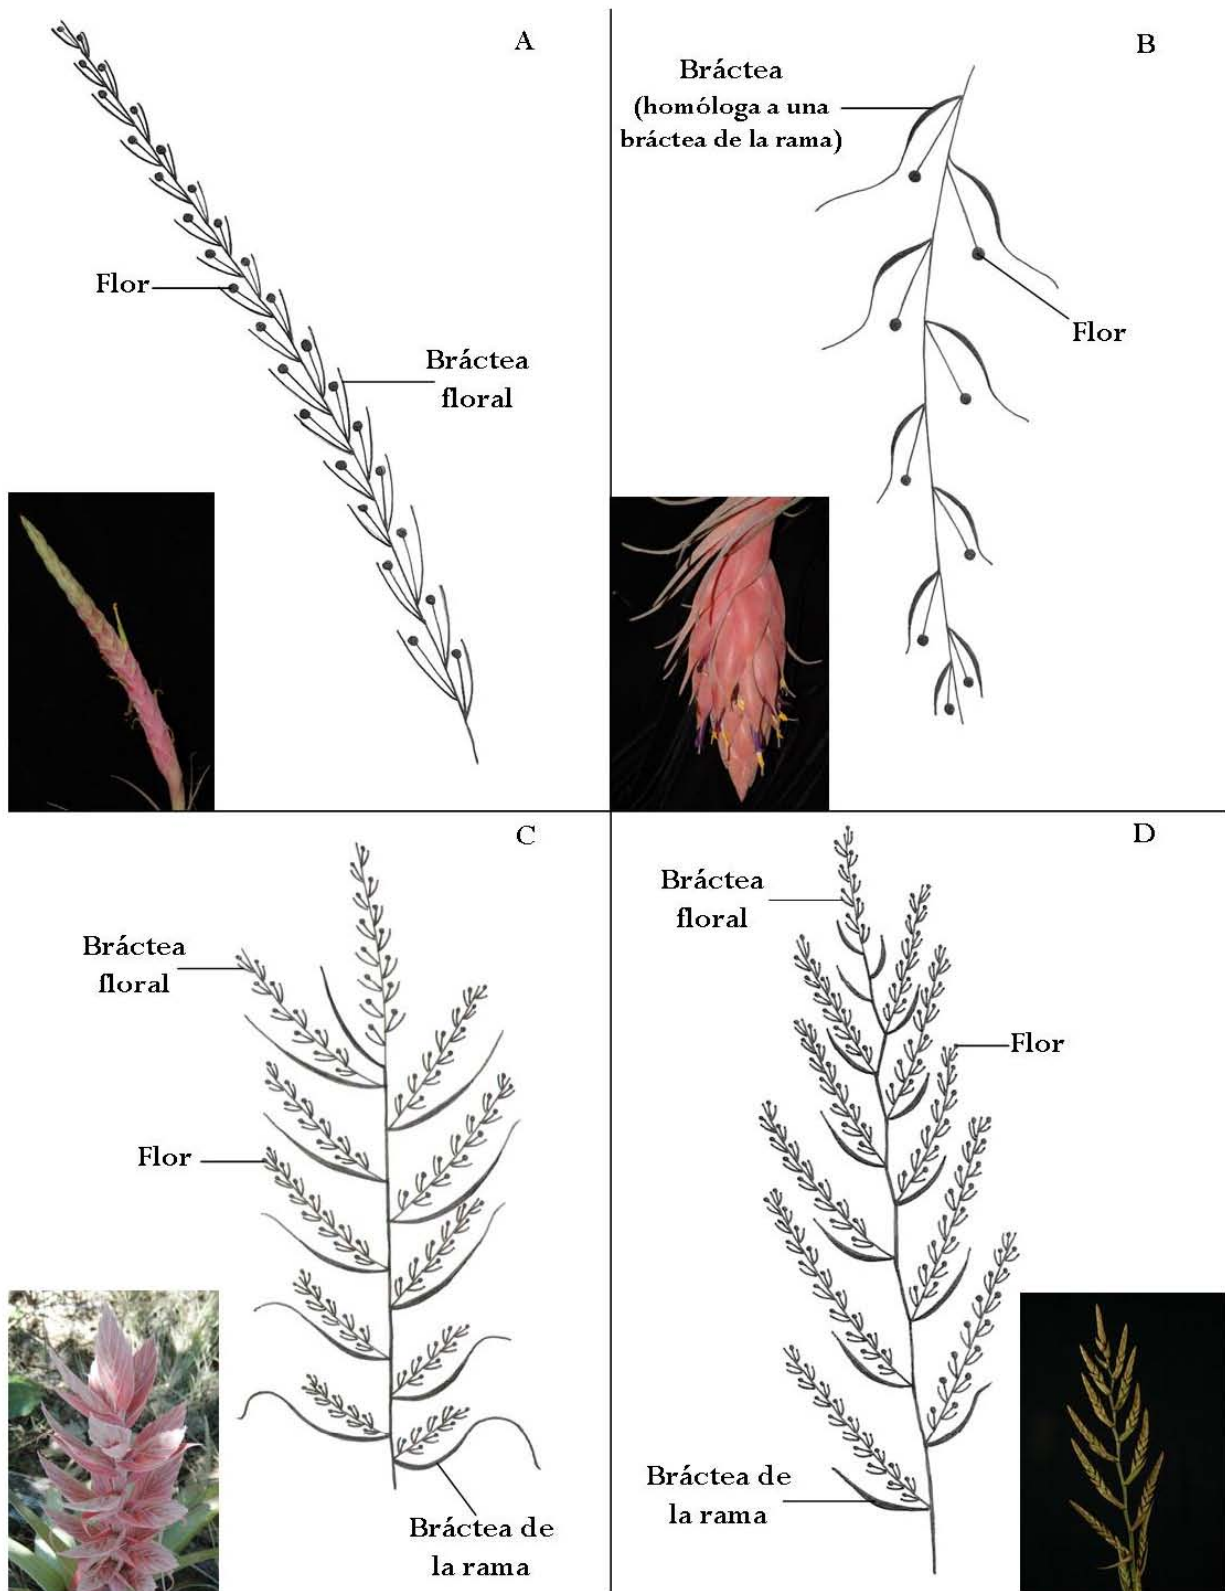 A
Flor
Bráctea
floral
B
Bráctea
(homóloga a una
bráctea de la rama)
Flor
C
Bráctea
floral
Flor
Bráctea de
la rama
D
Bráctea
floral
Flor
Bráctea de
la rama